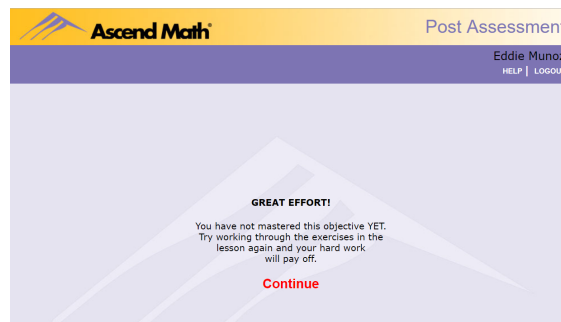 Ascend Math®
Post Assessment
Eddie Munoz
HELP | LOGOU
GREAT EFFORT!
You have not mastered this objective YET.
Try working through the exercises in the
lesson again and your hard work
will pay off.
Continue